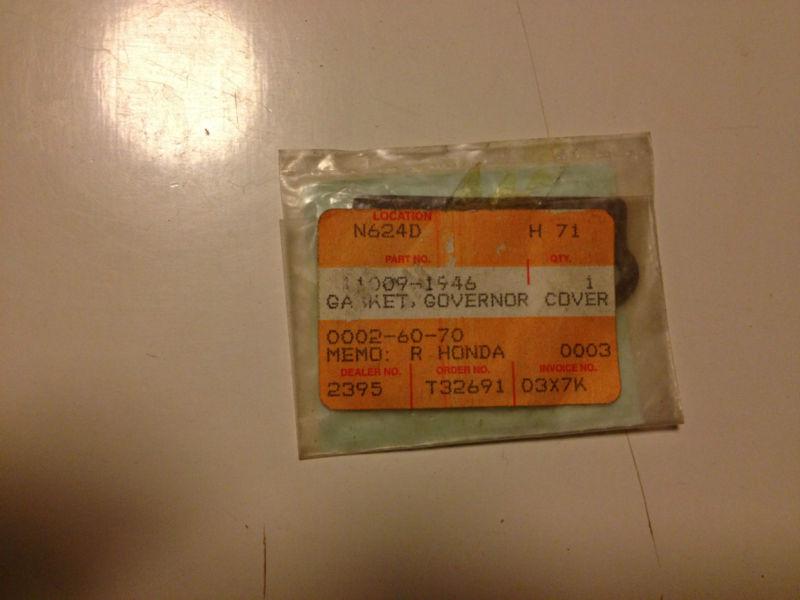 LOCATION
N624D H 71
PART NO. QTY.
11009-1946 1
GASKET, GOVERNOR COVER
0002-60-70
MEMO: R HONDA 0003
DEALER NO. ORDER NO. INVOICE NO.
2395 T32691 03X7K